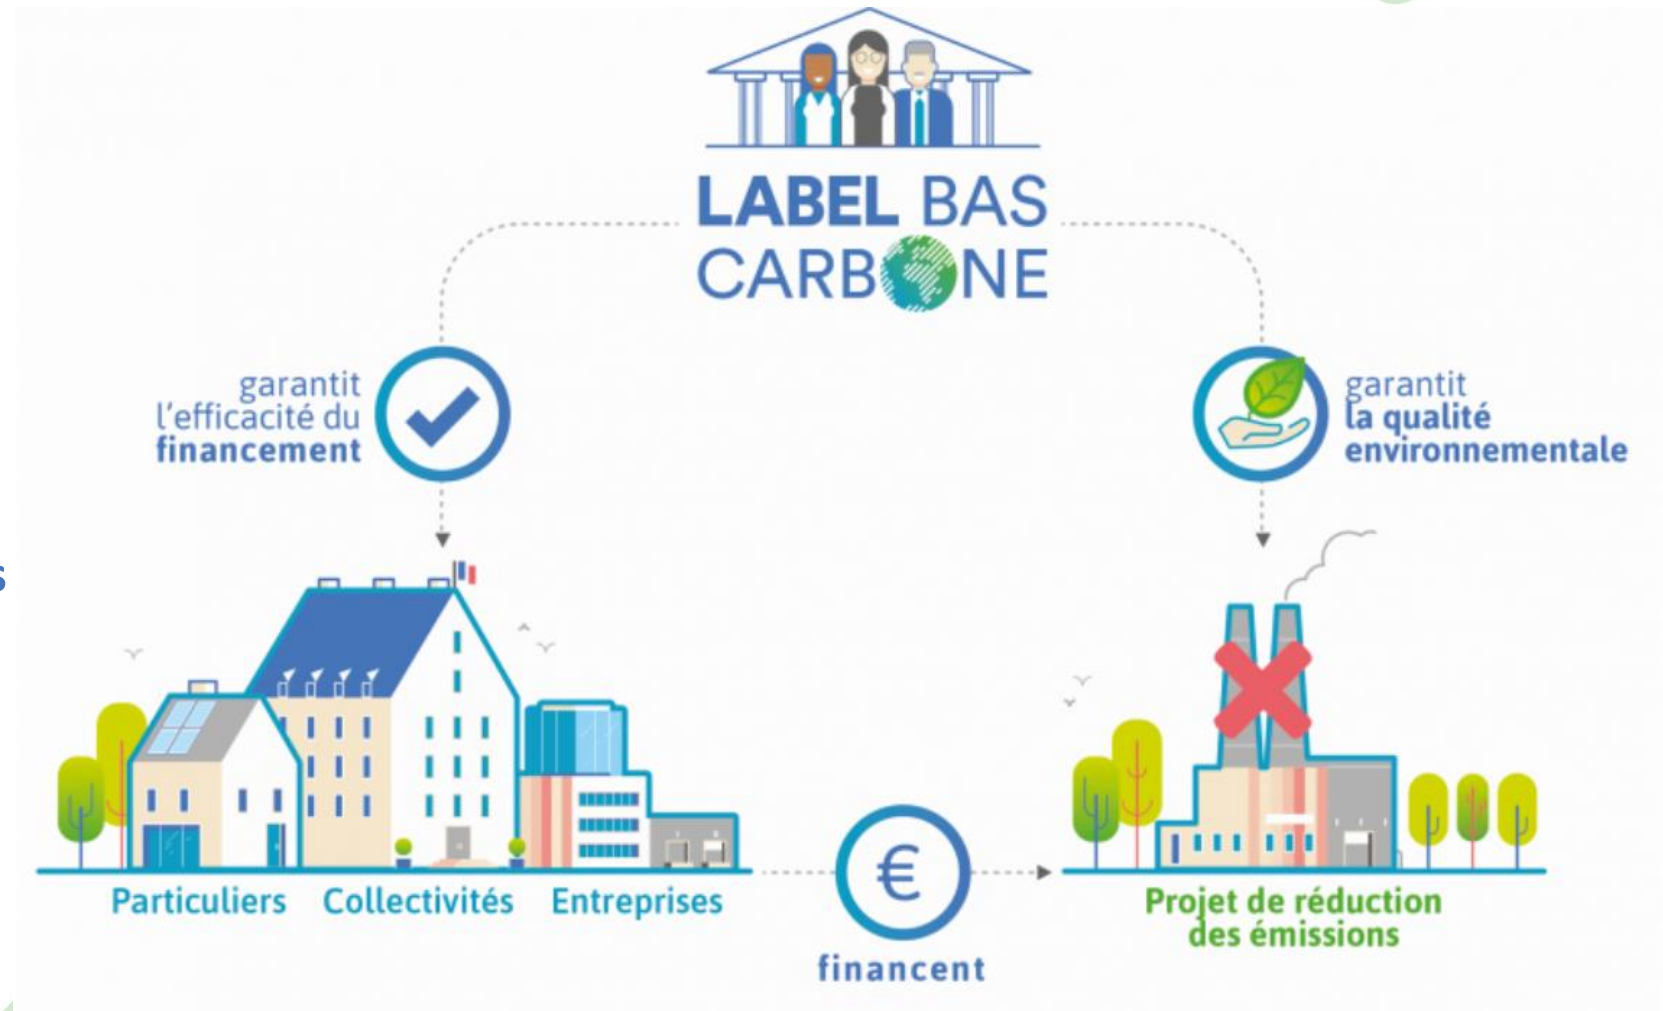 LABEL BAS
CARBONE
garantit
l'efficacité du
financement
garantit
la qualité
environnementale
s
Particuliers
Collectivités
Entreprises
€
financent
Projet de réduction
des émissions